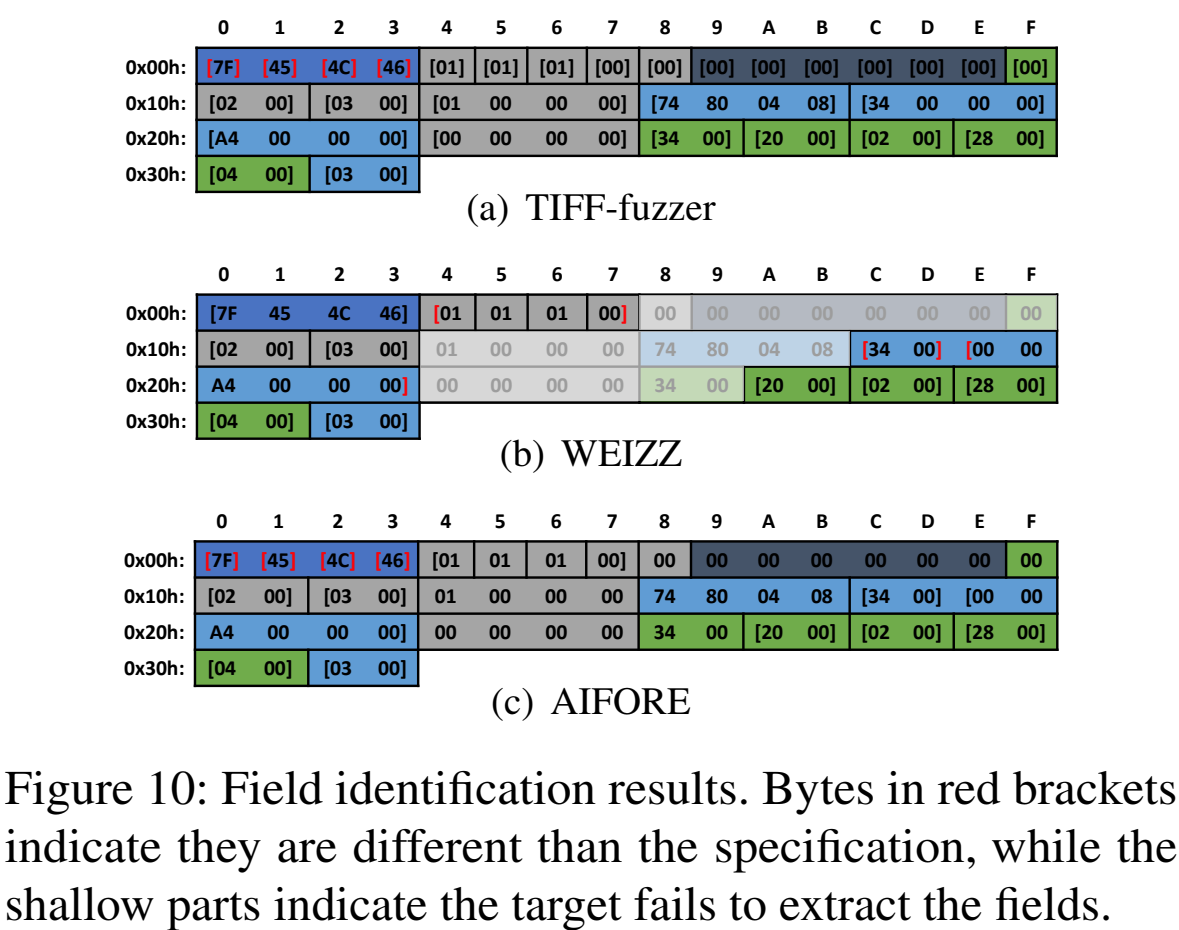 0 1 2 3 4 5 6 7 8 9 A B C D E F
0x00h: [7F] [45] [4C] [46] [01] [01] [01] [00] [00] [00] [00] [00] [00] [00] [00] [00]
0x10h: [02 00] [03 00] [01 00 00 00] [74 80 04 08] [34 00 00 00]
0x20h: [A4 00 00 00] [00 00 00 00] [34 00] [20 00] [02 00] [28 00]
0x30h: [04 00] [03 00]
(a) TIFF-fuzzer
0 1 2 3 4 5 6 7 8 9 A B C D E F
0x00h: [7F 45 4C 46] [01 01 01 00] 00 00 00 00 00 00 00 00
0x10h: [02 00] [03 00] 01 00 00 00 74 80 04 08 [34 00] [00 00
0x20h: A4 00 00 00] 00 00 00 00 34 00 [20 00] [02 00] [28 00]
0x30h: [04 00] [03 00]
(b) WEIZZ
0 1 2 3 4 5 6 7 8 9 A B C D E F
0x00h: [7F] [45] [4C] [46] [01 01 01 00] 00 00 00 00 00 00 00 00
0x10h: [02 00] [03 00] 01 00 00 00 74 80 04 08 [34 00] [00 00
0x20h: A4 00 00 00] 00 00 00 00 34 00 [20 00] [02 00] [28 00]
0x30h: [04 00] [03 00]
(c) AIFORE
Figure 10: Field identification results. Bytes in red brackets
indicate they are different than the specification, while the
shallow parts indicate the target fails to extract the fields.